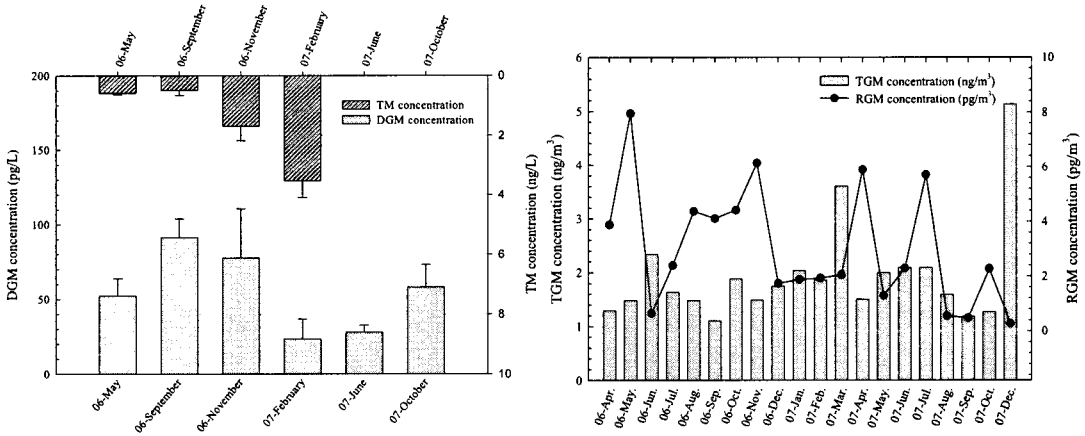 06-May
06-September
06-November
07-February
07-June
07-October
200
150
100
50
0
DGM concentration (pg/L)
TM concentration
DGM concentration
0
2
4
6
8
10
TM concentration (ng/L)
06-May
06-September
06-November
07-February
07-June
07-October
6
5
4
3
2
1
0
TGM concentration (ng/m³)
TGM concentration (ng/m³)
RGM concentration (pg/m³)
10
8
6
4
2
0
RGM concentration (pg/m³)
06-Apr.
06-May.
06-Jun.
06-Jul.
06-Aug.
06-Sep.
06-Oct.
06-Nov.
06-Dec.
07-Jan.
07-Feb.
07-Mar.
07-Apr.
07-May.
07-Jun.
07-Jul.
07-Aug.
07-Sep.
07-Oct.
07-Dec.